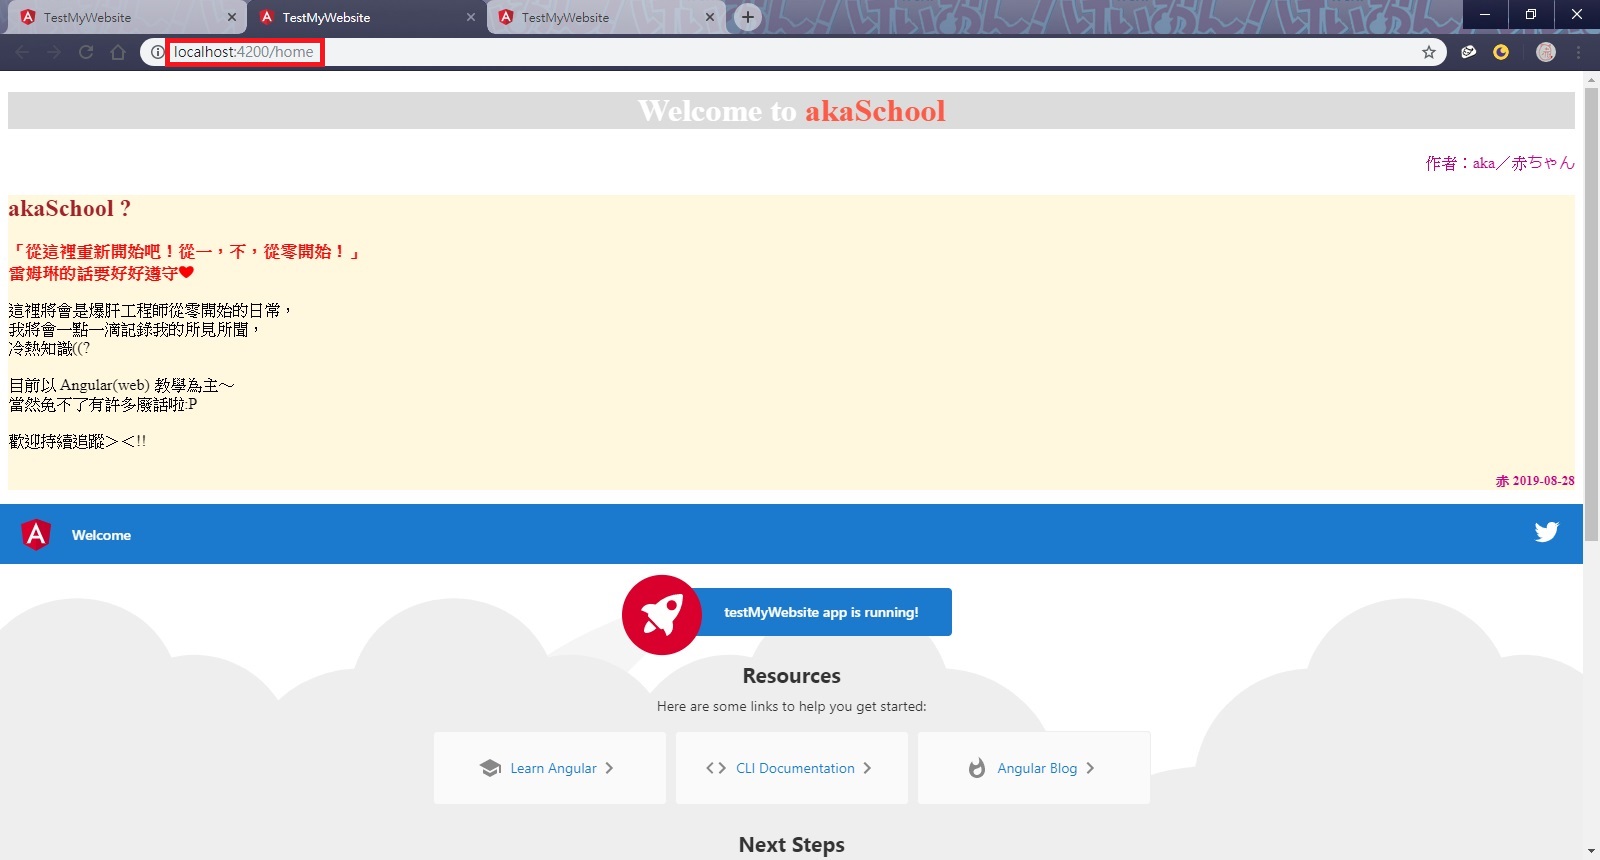 TestMyWebsite
TestMyWebsite
TestMyWebsite
localhost:4200/home
Welcome to akaSchool
作者：aka／赤ちゃん
akaSchool ?
「從這裡重新開始吧！從一，不，從零開始！」
雷姆琳的話要好好遵守❤
這裡將會是爆肝工程師從零開始的日常，
我將會一點一滴記錄我的所見所聞，
冷熱知識((?
目前以 Angular(web) 教學為主～
當然免不了有許多廢話啦:P
歡迎持續追蹤＞＜!!
赤 2019-08-28
Welcome
testMyWebsite app is running!
Resources
Here are some links to help you get started:
Learn Angular
CLI Documentation
Angular Blog
Next Steps